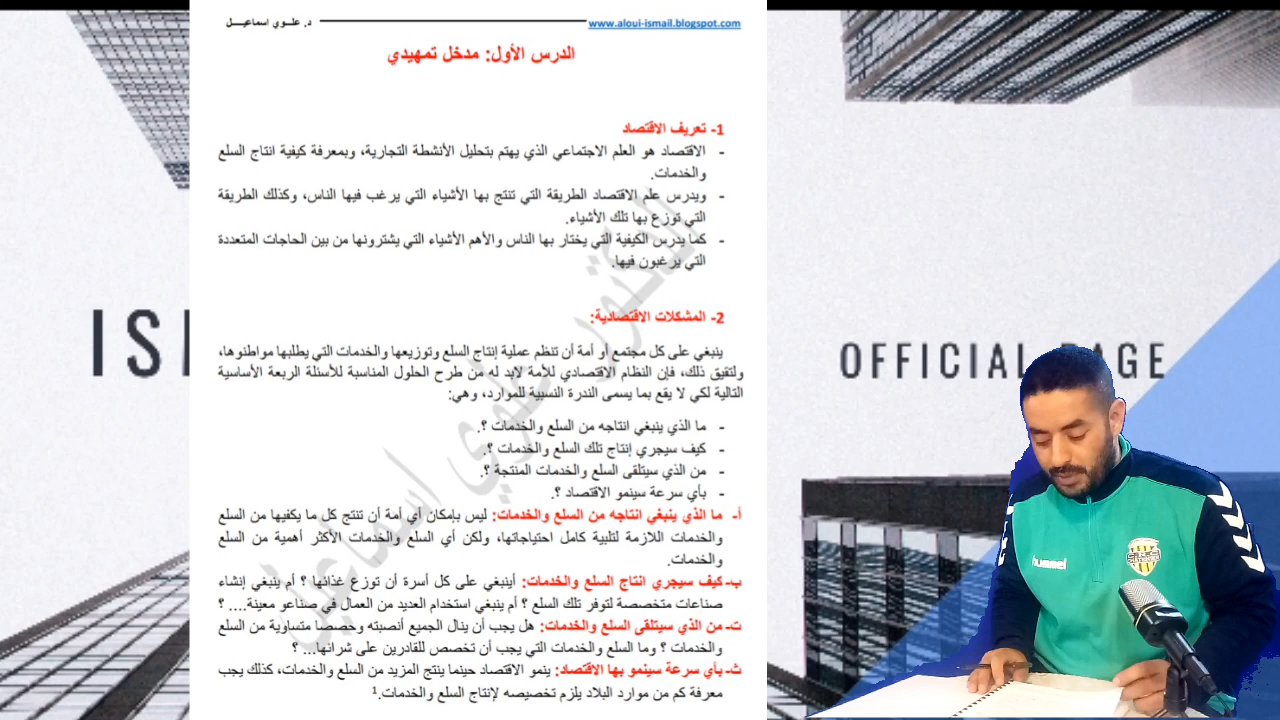 د. علـــوي اسماعيـــل
www.aloui-ismail.blogspot.com
الدرس الأول: مدخل تمهيدي
1- تعريف الاقتصاد
- الاقتصاد هو العلم الاجتماعي الذي يهتم بتحليل الأنشطة التجارية، وبمعرفة كيفية انتاج السلع
والخدمات.
- ويدرس علم الاقتصاد الطريقة التي تنتج بها الأشياء التي يرغب فيها الناس، وكذلك الطريقة
التي توزع بها تلك الأشياء.
- كما يدرس الكيفية التي يختار بها الناس والأهم الأشياء التي يشترونها من بين الحاجات المتعددة
التي يرغبون فيها.
2- المشكلات الاقتصادية:
ينبغي على كل مجتمع أو أمة أن تنظم عملية إنتاج السلع وتوزيعها والخدمات التي يطلبها مواطنوها،
ولتقيق ذلك، فإن النظام الاقتصادي للأمة لابد له من طرح الحلول المناسبة للأسئلة الربعة الأساسية
التالية لكي لا يقع بما يسمى الندرة النسبية للموارد، وهي:
- ما الذي ينبغي انتاجه من السلع والخدمات ؟.
- كيف سيجري إنتاج تلك السلع والخدمات ؟.
- من الذي سيتلقى السلع والخدمات المنتجة ؟.
- بأي سرعة سينمو الاقتصاد ؟.
أ- ما الذي ينبغي انتاجه من السلع والخدمات: ليس بإمكان أي أمة أن تنتج كل ما يكفيها من السلع
والخدمات اللازمة لتلبية كامل احتياجاتها، ولكن أي السلع والخدمات الأكثر أهمية من السلع
والخدمات.
ب- كيف سيجري انتاج السلع والخدمات: أينبغي على كل أسرة أن توزع غذائها ؟ أم ينبغي إنشاء
صناعات متخصصة لتوفر تلك السلع ؟ أم ينبغي استخدام العديد من العمال في صناعو معينة.... ؟
ت- من الذي سيتلقى السلع والخدمات: هل يجب أن ينال الجميع أنصبته وحصصا متساوية من السلع
والخدمات ؟ وما السلع والخدمات التي يجب أن تخصص للقادرين على شرائها... ؟
ث- بأي سرعة سينمو بها الاقتصاد: ينمو الاقتصاد حينما ينتج المزيد من السلع والخدمات، كذلك يجب
معرفة كم من موارد البلاد يلزم تخصيصه لإنتاج السلع والخدمات.¹
الدكتور علوي اسماعيل
IS
OFFICIAL PAGE
hummel